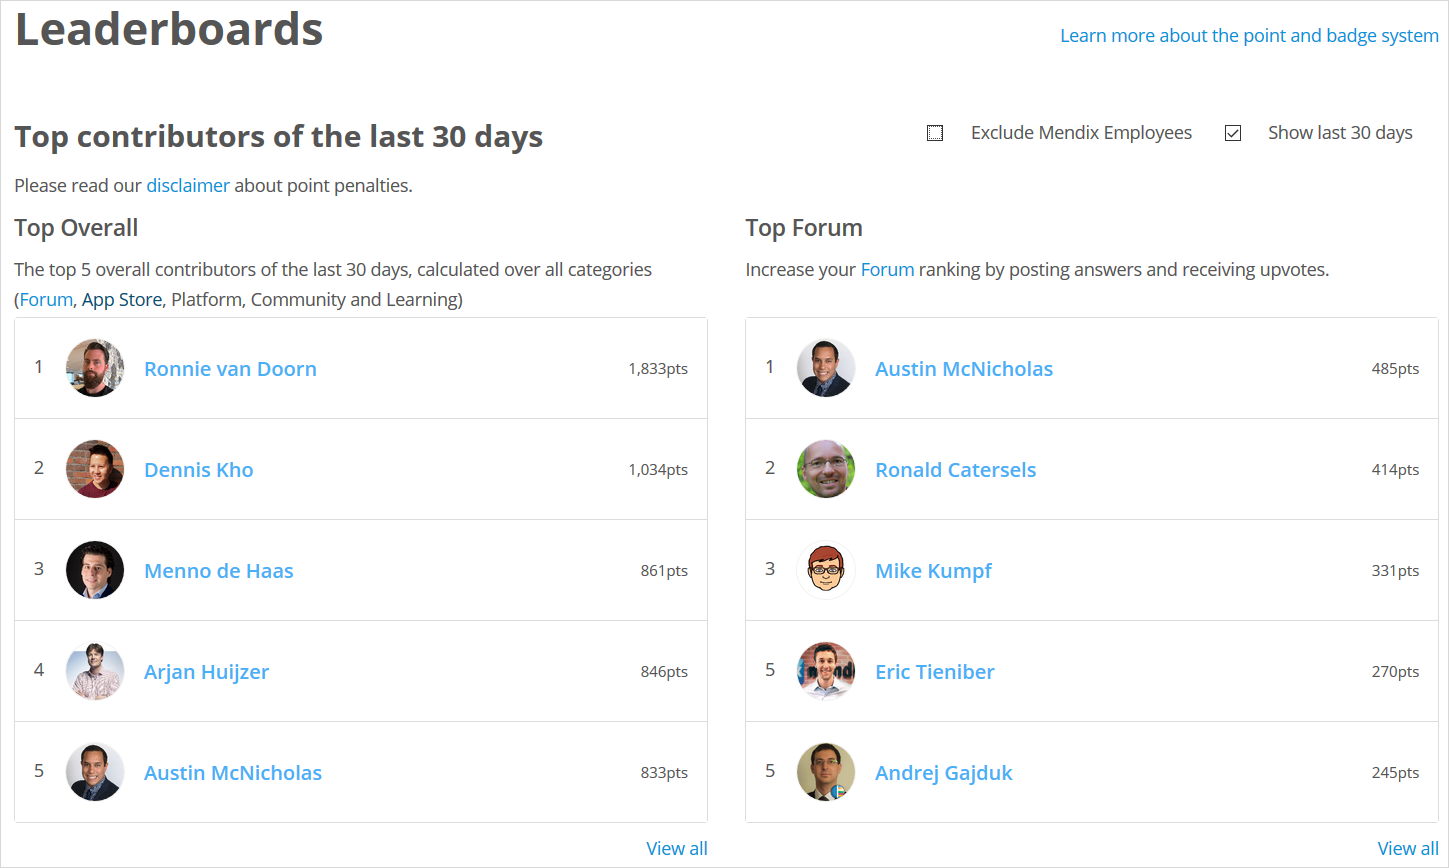 Leaderboards
Learn more about the point and badge system
Top contributors of the last 30 days
Exclude Mendix Employees
Show last 30 days
Please read our disclaimer about point penalties.
Top Overall
The top 5 overall contributors of the last 30 days, calculated over all categories
(Forum, App Store, Platform, Community and Learning)
1 Ronnie van Doorn 1,833pts
2 Dennis Kho 1,034pts
3 Menno de Haas 861pts
4 Arjan Huijzer 846pts
5 Austin McNicholas 833pts
View all
Top Forum
Increase your Forum ranking by posting answers and receiving upvotes.
1 Austin McNicholas 485pts
2 Ronald Catersels 414pts
3 Mike Kumpf 331pts
5 Eric Tieniber 270pts
5 Andrej Gajduk 245pts
View all